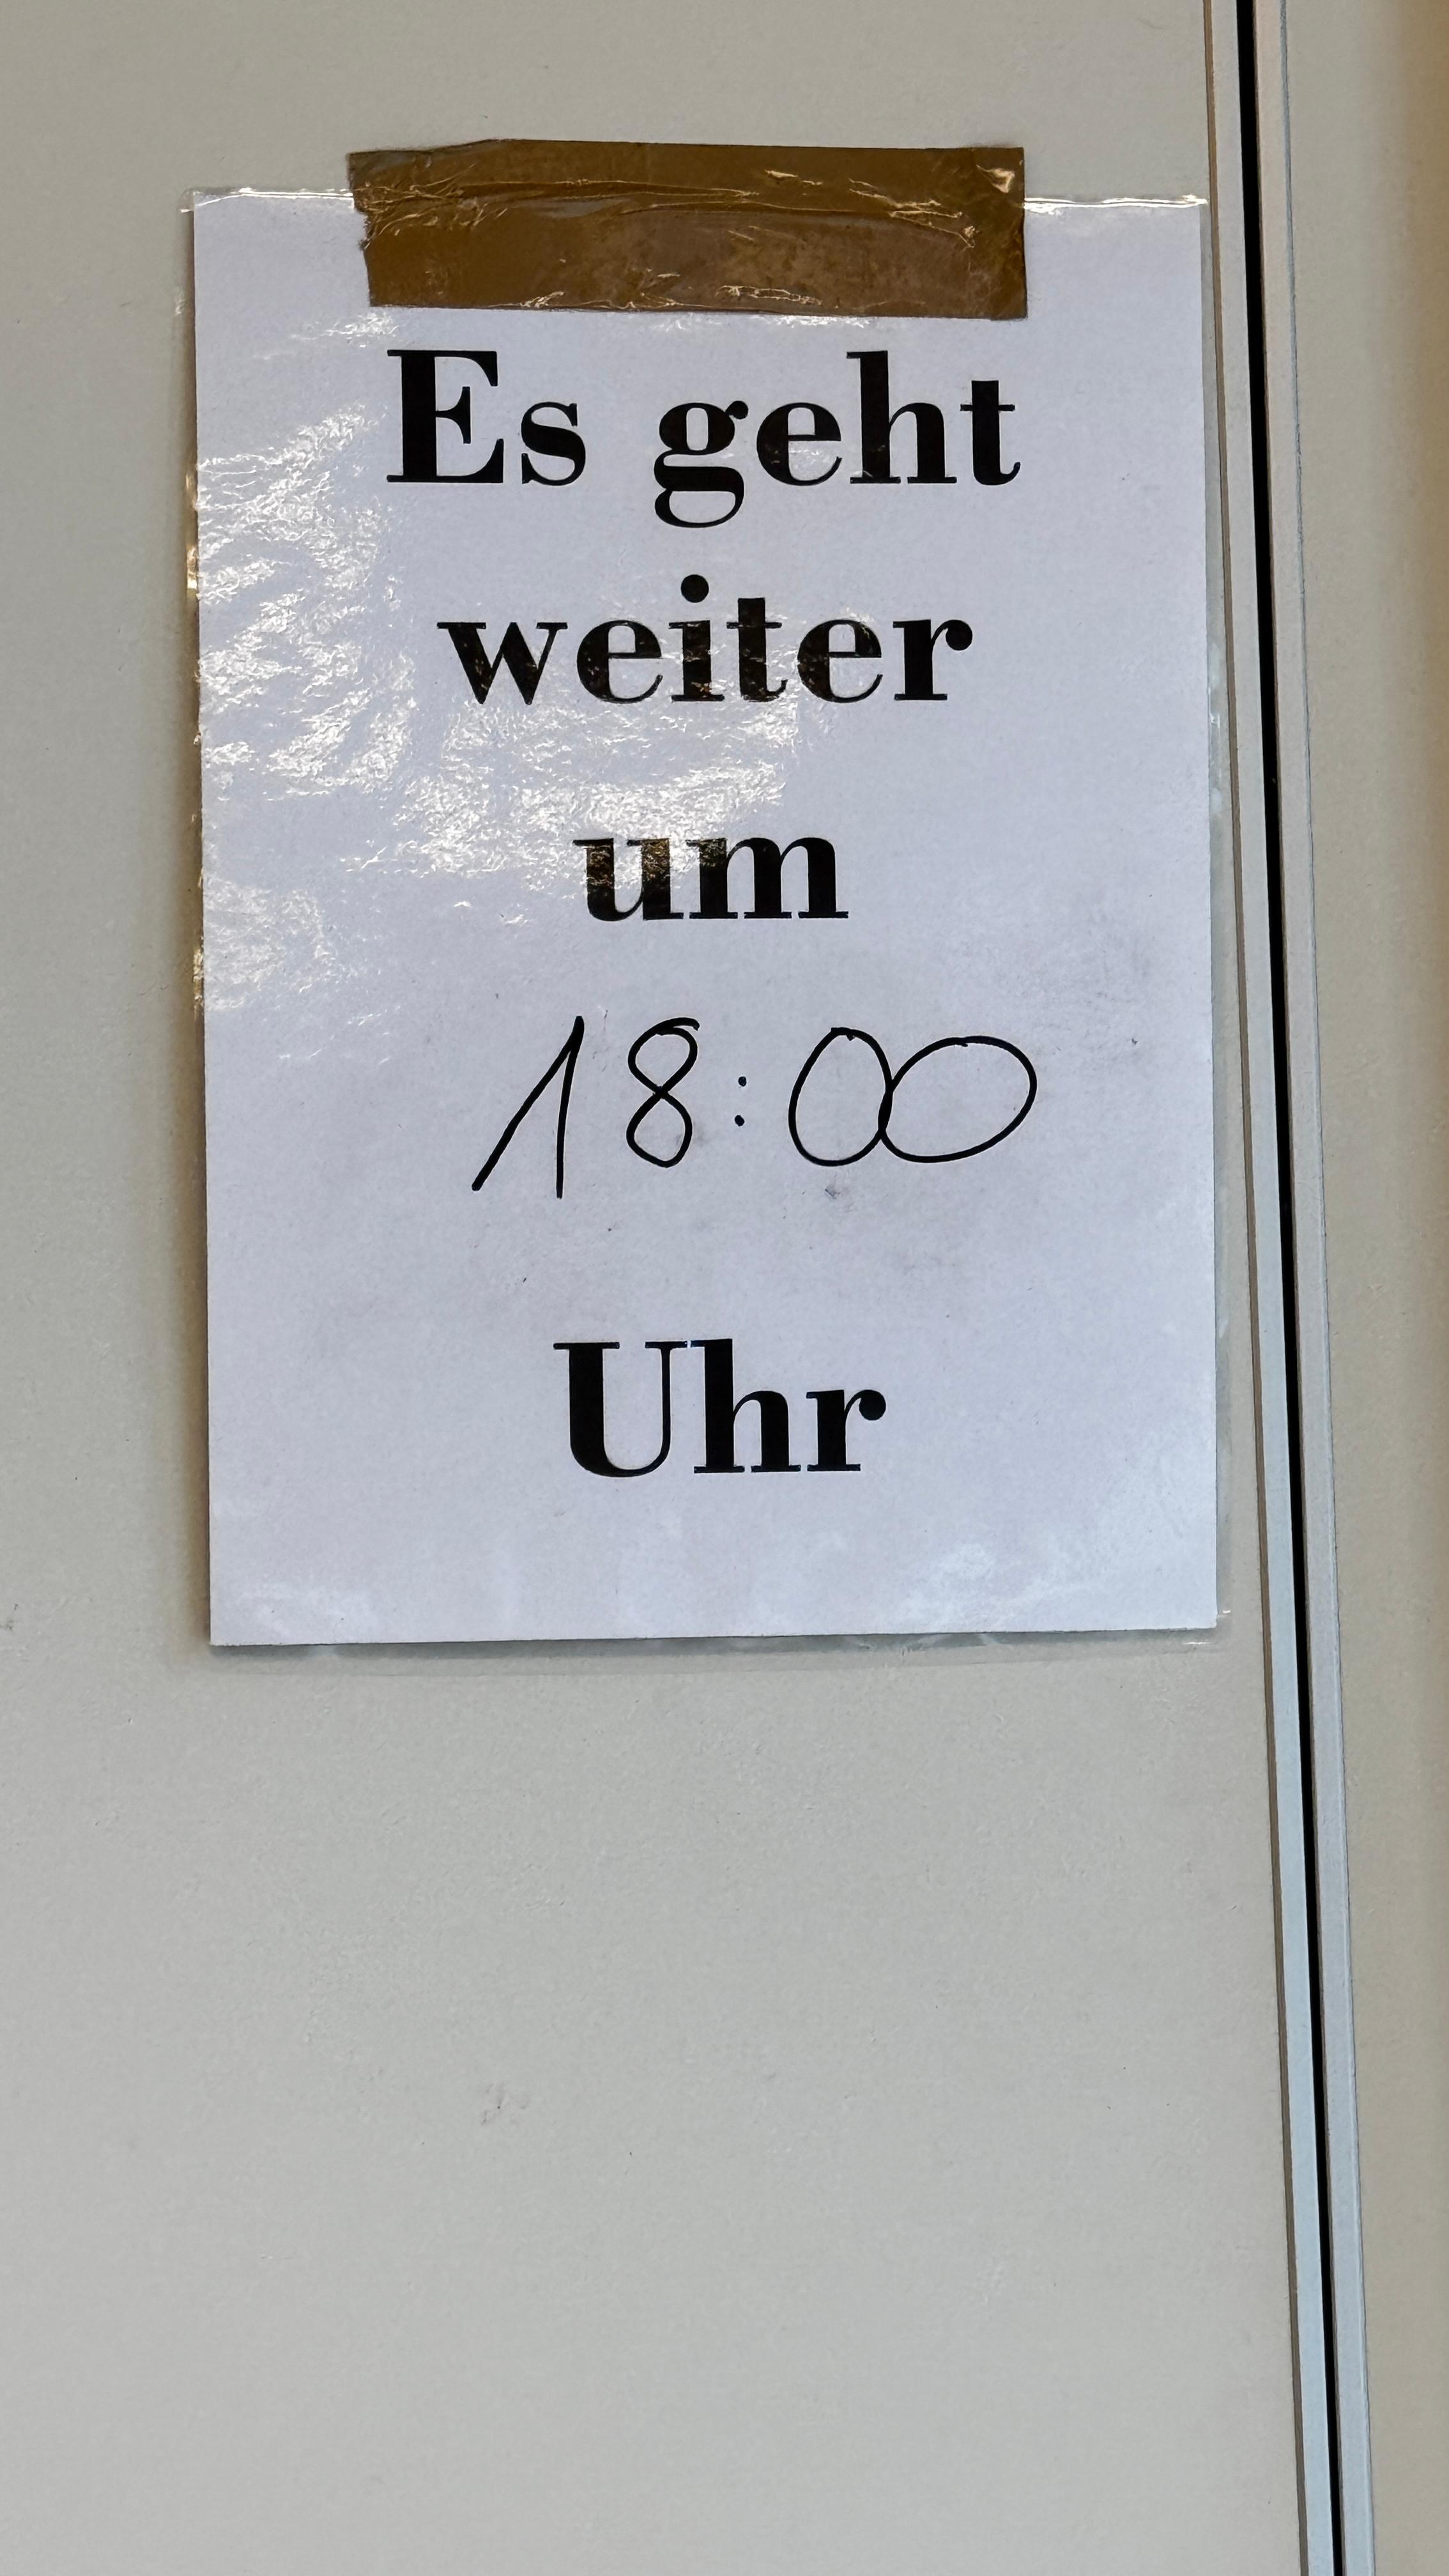 Es geht
weiter
um
18:00
Uhr